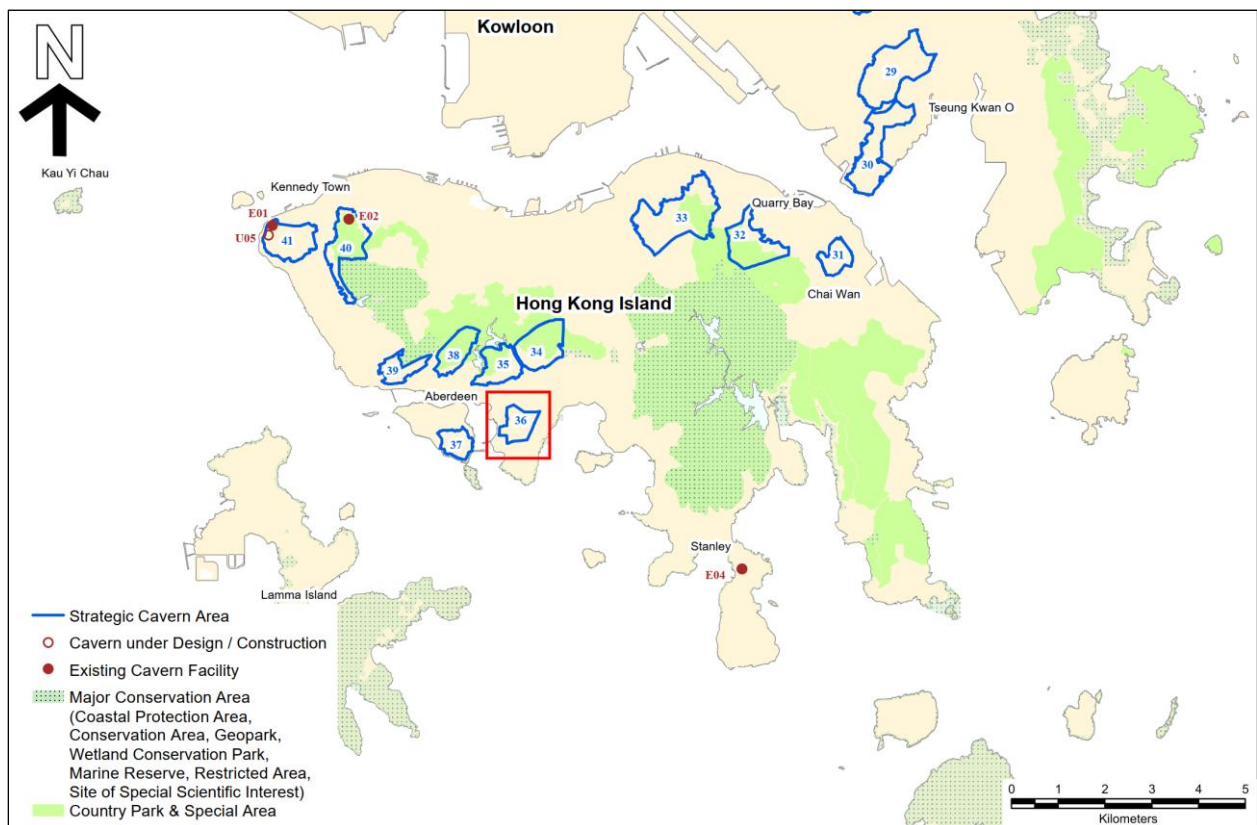 N
Kowloon
29
Tseung Kwan O
30
Kau Yi Chau
Kennedy Town
E01
E02
U05
41
40
33
Quarry Bay
32
31
Chai Wan
Hong Kong Island
38
35
34
39
Aberdeen
36
37
Stanley
E04
Lamma Island
Strategic Cavern Area
Cavern under Design / Construction
Existing Cavern Facility
Major Conservation Area
(Coastal Protection Area,
Conservation Area, Geopark,
Wetland Conservation Park,
Marine Reserve, Restricted Area,
Site of Special Scientific Interest)
Country Park & Special Area
0 1 2 3 4 5
Kilometers